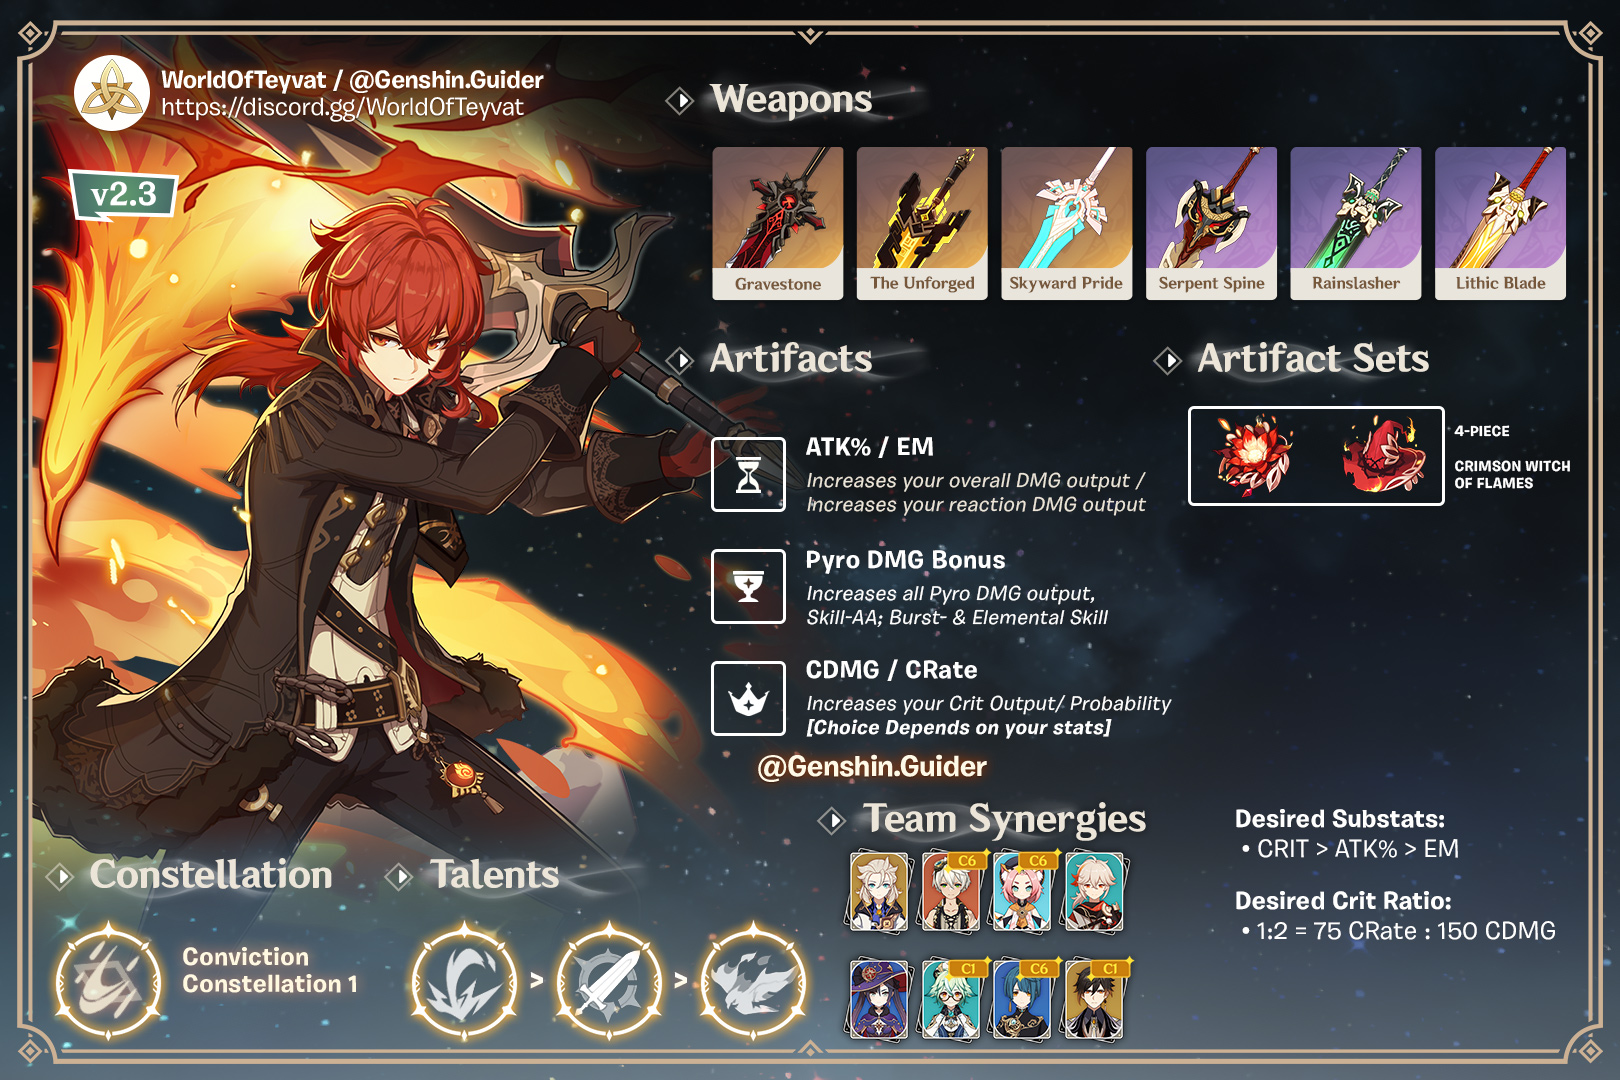 WorldOfTeyvat / @Genshin.Guider
https://discord.gg/WorldOfTeyvat
v2.3
Weapons
Gravestone
The Unforged
Skyward Pride
Serpent Spine
Rainslasher
Lithic Blade
Artifacts
ATK% / EM
Increases your overall DMG output /
Increases your reaction DMG output
Pyro DMG Bonus
Increases all Pyro DMG output,
Skill-AA; Burst- & Elemental Skill
CDMG / CRate
Increases your Crit Output/ Probability
[Choice Depends on your stats]
@Genshin.Guider
Artifact Sets
4-PIECE
CRIMSON WITCH
OF FLAMES
Constellation
Conviction
Constellation 1
Talents
> >
Team Synergies
C6 C6
C1 C6 C1
Desired Substats:
• CRIT > ATK% > EM
Desired Crit Ratio:
• 1:2 = 75 CRate : 150 CDMG